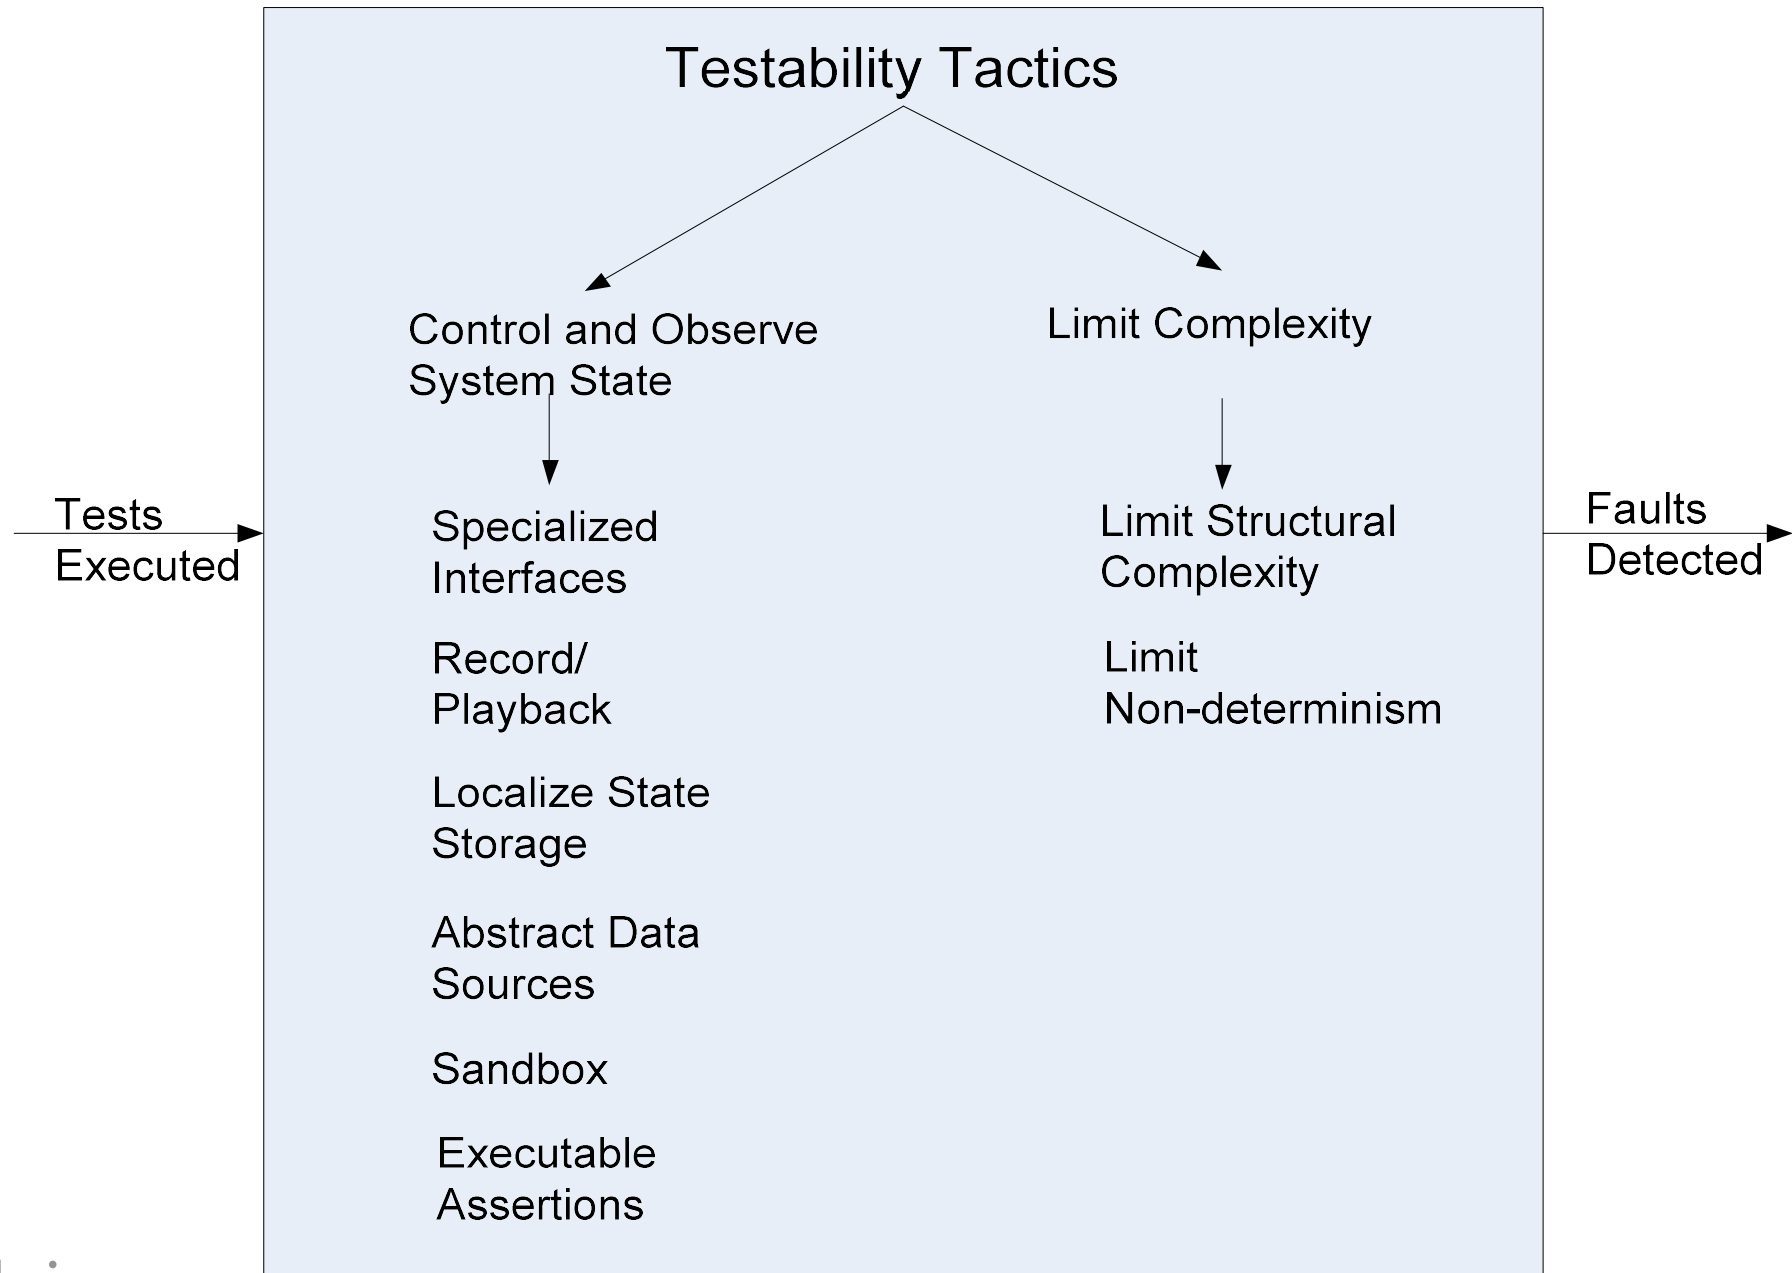 Testability Tactics
Control and Observe
System State
Limit Complexity
Tests
Executed
Specialized
Interfaces
Record/
Playback
Localize State
Storage
Abstract Data
Sources
Sandbox
Executable
Assertions
Limit Structural
Complexity
Limit
Non-determinism
Faults
Detected